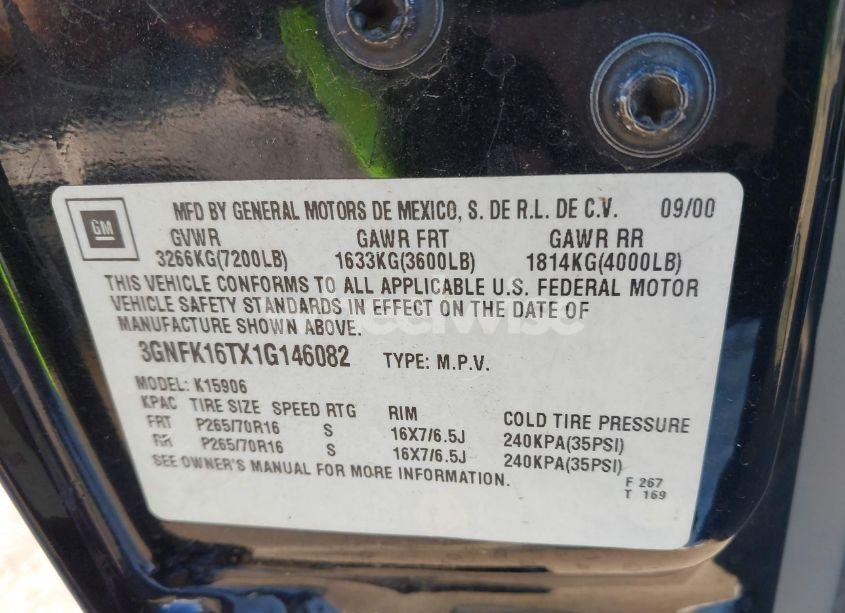 GM
MFD BY GENERAL MOTORS DE MEXICO, S. DE R.L. DE C.V. 09/00
GVWR GAWR FRT GAWR RR
3266KG(7200LB) 1633KG(3600LB) 1814KG(4000LB)
THIS VEHICLE CONFORMS TO ALL APPLICABLE U.S. FEDERAL MOTOR
VEHICLE SAFETY STANDARDS IN EFFECT ON THE DATE OF
MANUFACTURE SHOWN ABOVE.
3GNFK16TX1G146082 TYPE: M.P.V.
MODEL: K15906
KPAC TIRE SIZE SPEED RTG RIM COLD TIRE PRESSURE
FRT P265/70R16 S 16X7/6.5J 240KPA(35PSI)
RR P265/70R16 S 16X7/6.5J 240KPA(35PSI)
SEE OWNER'S MANUAL FOR MORE INFORMATION.
F 267
T 169